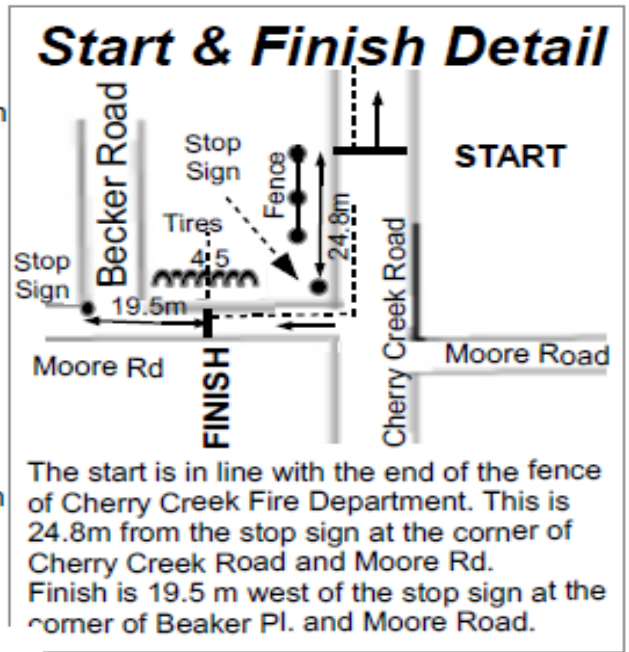 Start & Finish Detail
Becker Road
Stop
Sign
Fence
START
Tires
4 5
24.8m
Stop
Sign
19.5m
Cherry Creek Road
Moore Rd
FINISH
Moore Road
The start is in line with the end of the fence
of Cherry Creek Fire Department. This is
24.8m from the stop sign at the corner of
Cherry Creek Road and Moore Rd.
Finish is 19.5 m west of the stop sign at the
corner of Beaker Pl. and Moore Road.